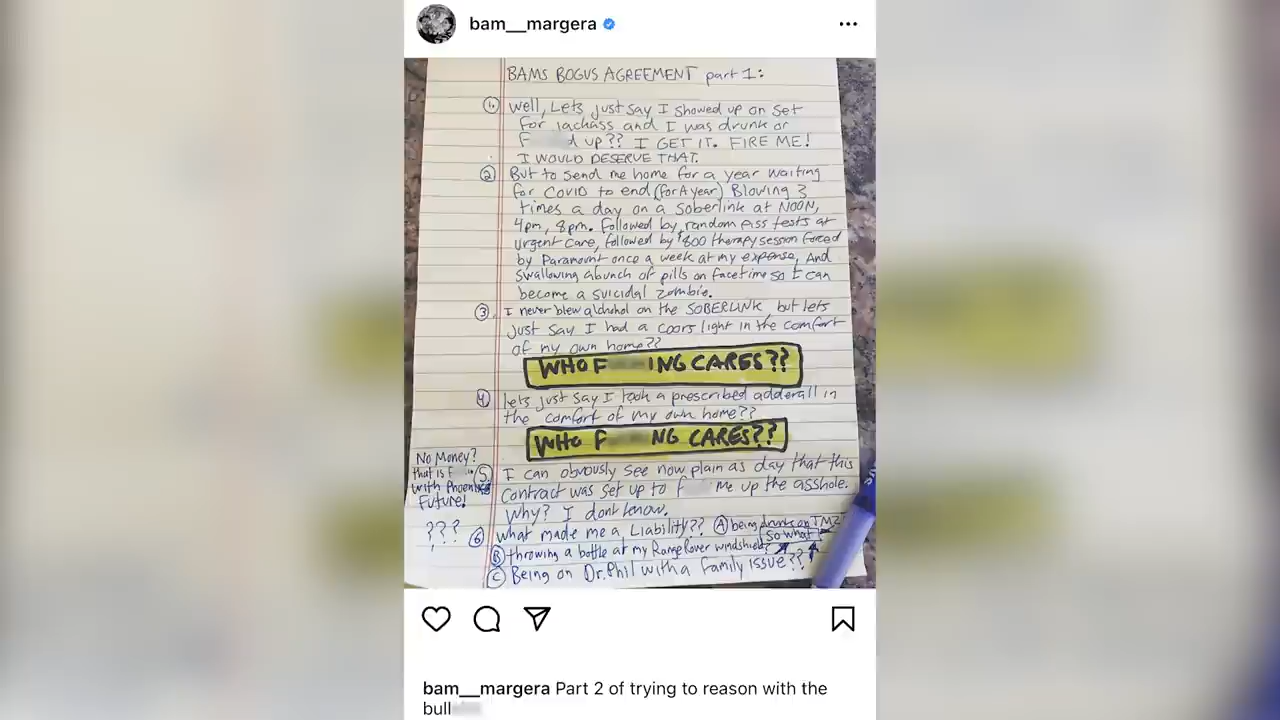 bam__margera
BAMS BOGUS AGREEMENT part 1:
① Well, Lets just say I showed up on set
for jackass and I was drunk or
F d up?? I GET IT. FIRE ME!
I WOULD DESERVE THAT.
② But to send me home for a year waiting
for COVID to end (for A year) Blowing 3
times a day on a soberlink at NOON,
4pm, 8pm. Followed by random piss tests at
urgent care, followed by $800 therapy session forced
by Paramount once a week at my expense, And
swallowing abunch of pills on facetime so I can
become a suicidal zombie.
③ I never blew alchohol on the SOBERLINK, but lets
Just say I had a coors light in the comfort
of my own home??
WHO F ING CARES??
④ lets just say I took a prescribed adderall in
the comfort of my own home??
WHO F NG CARES??
No Money?
that is F
with Phoenixs
Future!
???
⑤ I can obviously see now plain as day that this
contract was set up to f me up the asshole.
Why? I dont know.
⑥ what made me a Liability?? Ⓐ being drunk on TMZ
So what
Ⓑ throwing a bottle at my Range Rover windshield?
Ⓒ Being on Dr. Phil with a family issue??
bam__margera Part 2 of trying to reason with the
bull